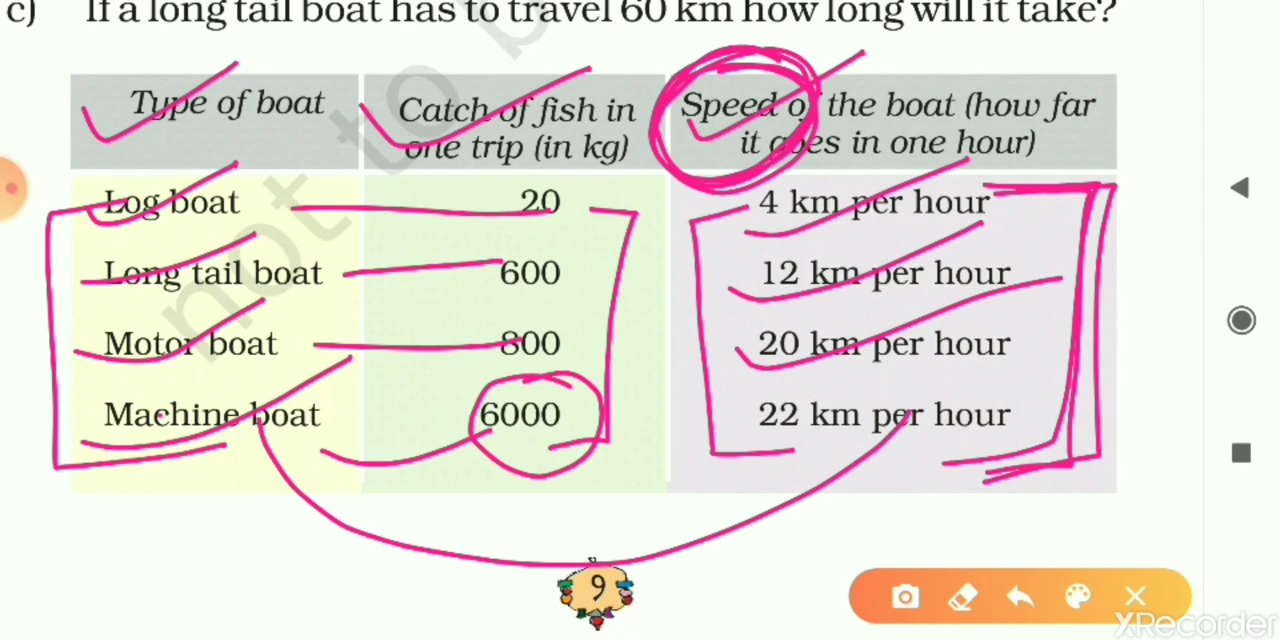 c) If a long tail boat has to travel 60 km how long will it take?
Type of boat Catch of fish in one trip (in kg) Speed of the boat (how far it goes in one hour)
Log boat 20 4 km per hour
Long tail boat 600 12 km per hour
Motor boat 800 20 km per hour
Machine boat 6000 22 km per hour
not to b
9
XRecorder